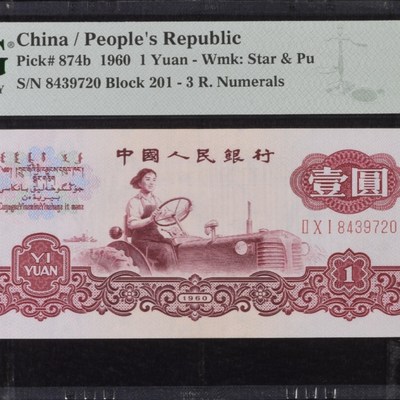 China / People's Republic
Pick# 874b 1960 1 Yuan - Wmk: Star & Pu
S/N 8439720 Block 201 - 3 R. Numerals
中國人民銀行
壹圓
II X I 8439720
YI
YUAN
1960
1